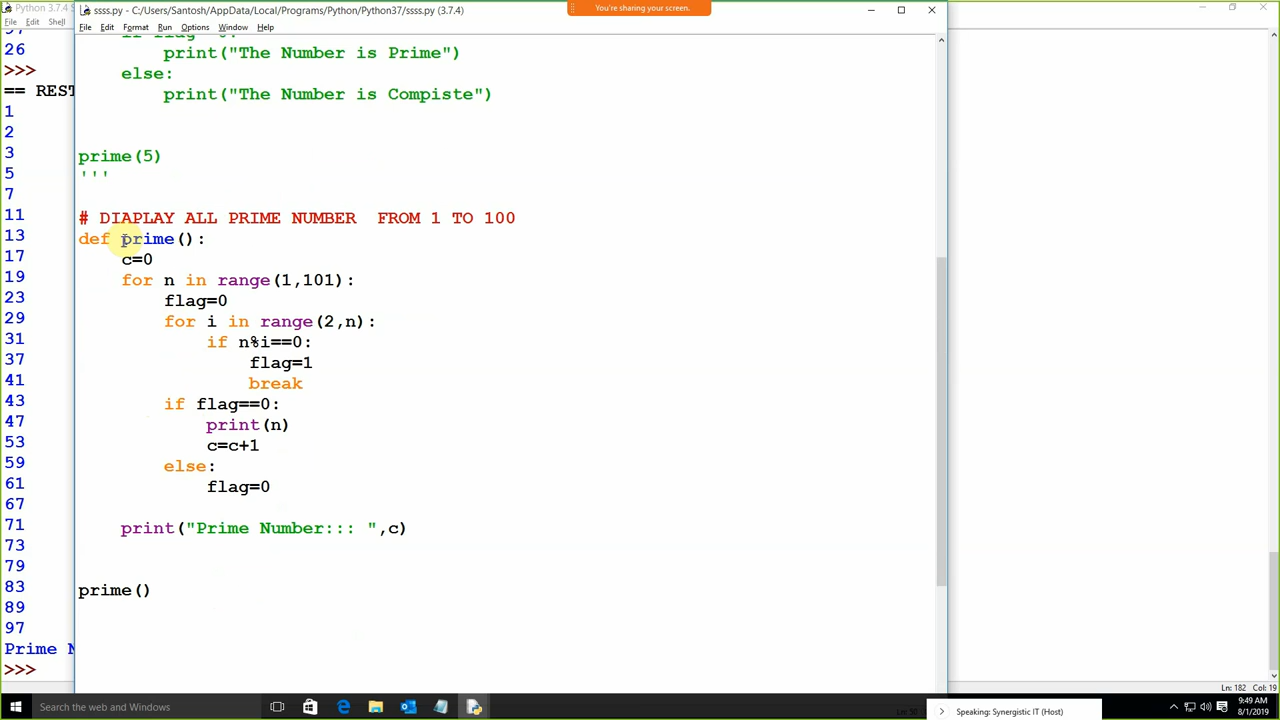 Python 3.7.4 S
File Edit Shell
97
26
>>>
== REST
1
2
3
5
7
11
13
17
19
23
29
31
37
41
43
47
53
59
61
67
71
73
79
83
89
97
Prime N
>>>
ssss.py - C:/Users/Santosh/AppData/Local/Programs/Python/Python37/ssss.py (3.7.4)
You're sharing your screen.
File Edit Format Run Options Window Help
print("The Number is Prime")
else:
print("The Number is Compiste")
prime(5)
'''
# DIAPLAY ALL PRIME NUMBER  FROM 1 TO 100
def prime():
c=0
for n in range(1,101):
flag=0
for i in range(2,n):
if n%i==0:
flag=1
break
if flag==0:
print(n)
c=c+1
else:
flag=0
print("Prime Number::: ",c)
prime()
Ln: 182 Col: 19
Search the web and Windows
Speaking: Synergistic IT (Host)
9:49 AM
8/1/2019